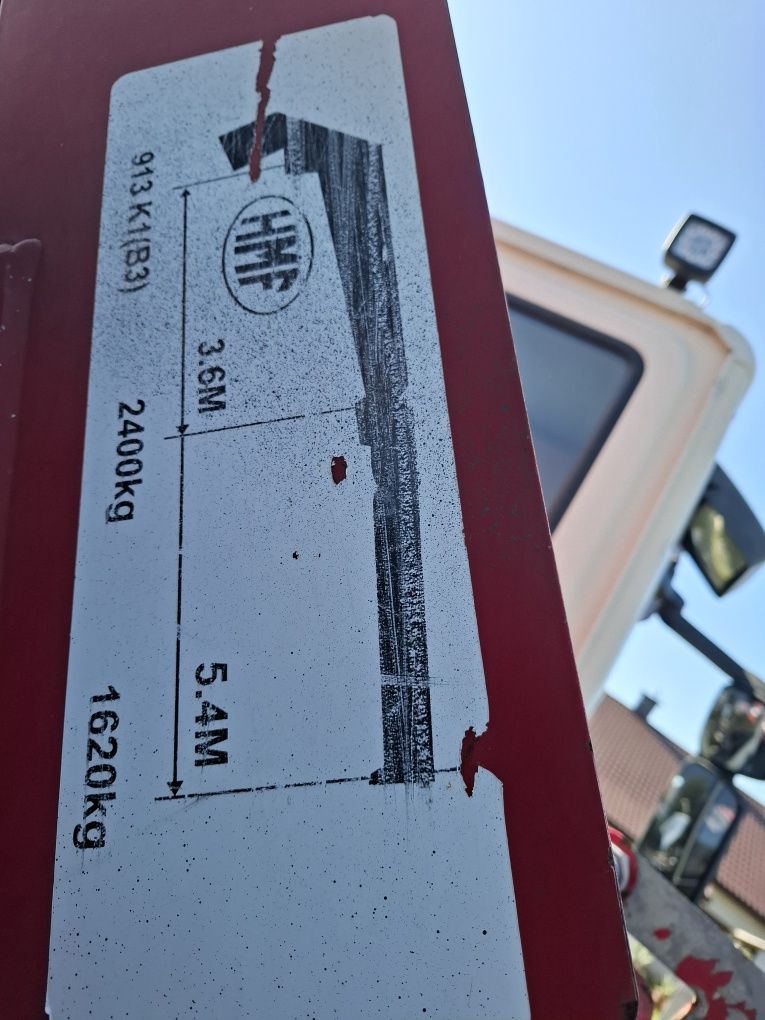 HMF
3.6M
5.4M
913 K1(B3)
2400kg
1620kg